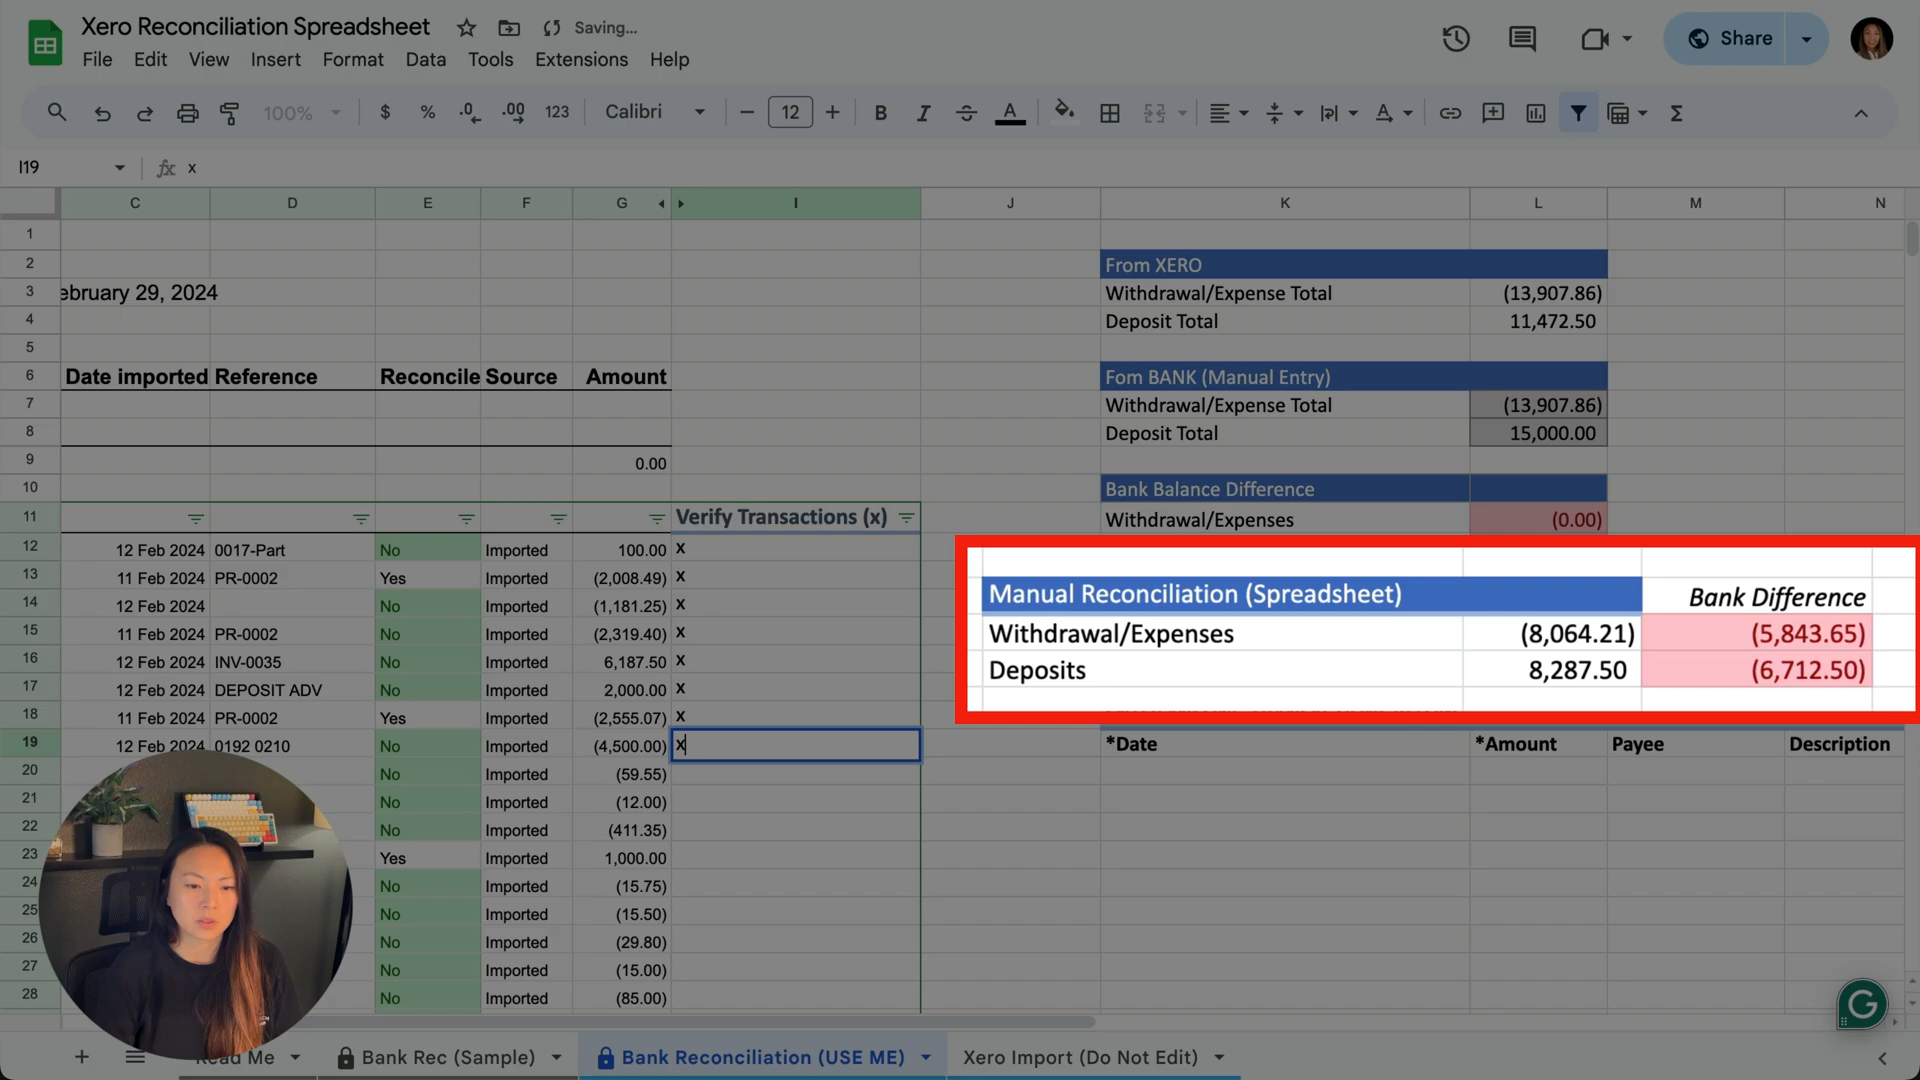 Xero Reconciliation Spreadsheet Saving...
File Edit View Insert Format Data Tools Extensions Help
Share
100% $ % .0 .00 123 Calibri 12 B I A
I19 fx x
C D E F G I J K L M N
1
2 From XERO
3 ebruary 29, 2024 Withdrawal/Expense Total (13,907.86)
4 Deposit Total 11,472.50
5
6 Date imported Reference Reconcile Source Amount Fom BANK (Manual Entry)
7 Withdrawal/Expense Total (13,907.86)
8 Deposit Total 15,000.00
9 0.00
10 Bank Balance Difference
11 Verify Transactions (x) Withdrawal/Expenses (0.00)
12 12 Feb 2024 0017-Part No Imported 100.00 X
13 11 Feb 2024 PR-0002 Yes Imported (2,008.49) X
Manual Reconciliation (Spreadsheet) Bank Difference
14 12 Feb 2024 No Imported (1,181.25) X
15 11 Feb 2024 PR-0002 No Imported (2,319.40) X
Withdrawal/Expenses (8,064.21) (5,843.65)
16 12 Feb 2024 INV-0035 No Imported 6,187.50 X
Deposits 8,287.50 (6,712.50)
17 12 Feb 2024 DEPOSIT ADV No Imported 2,000.00 X
18 11 Feb 2024 PR-0002 Yes Imported (2,555.07) X
19 12 Feb 2024 0192 0210 No Imported (4,500.00) X *Date *Amount Payee Description
20 No Imported (59.55)
21 No Imported (12.00)
22 No Imported (411.35)
23 Yes Imported 1,000.00
24 No Imported (15.75)
25 No Imported (15.50)
26 No Imported (29.80)
27 No Imported (15.00)
28 No Imported (85.00)
Read Me Bank Rec (Sample) Bank Reconciliation (USE ME) Xero Import (Do Not Edit)